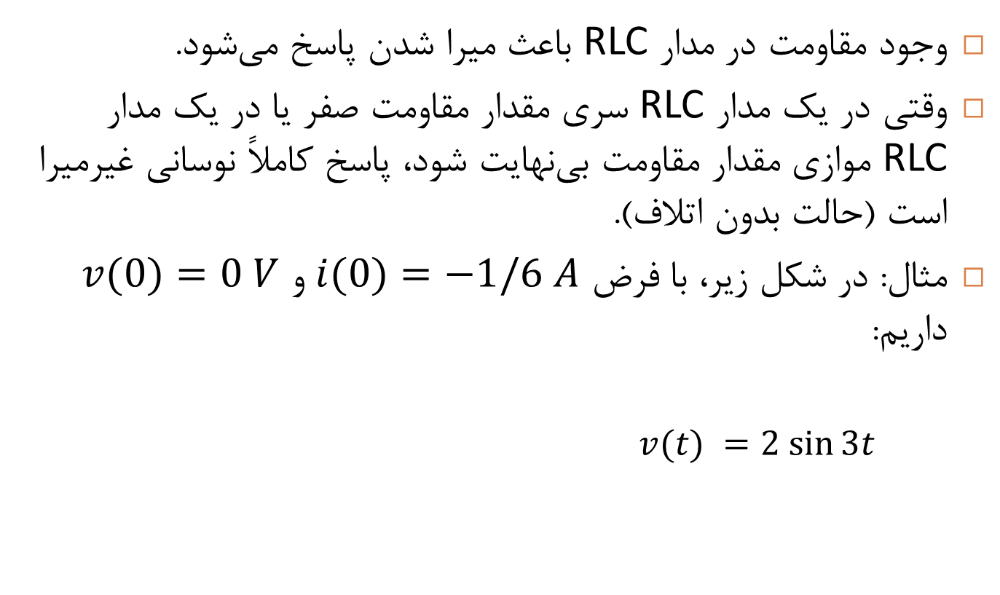 وجود مقاومت در مدار RLC باعث میرا شدن پاسخ می‌شود.
وقتی در یک مدار RLC سری مقدار مقاومت صفر یا در یک مدار
RLC موازی مقدار مقاومت بی‌نهایت شود، پاسخ کاملاً نوسانی غیرمیرا
است (حالت بدون اتلاف).
مثال: در شکل زیر، با فرض i(0) = −1/6 A و v(0) = 0 V
داریم:
v(t) = 2 sin 3t